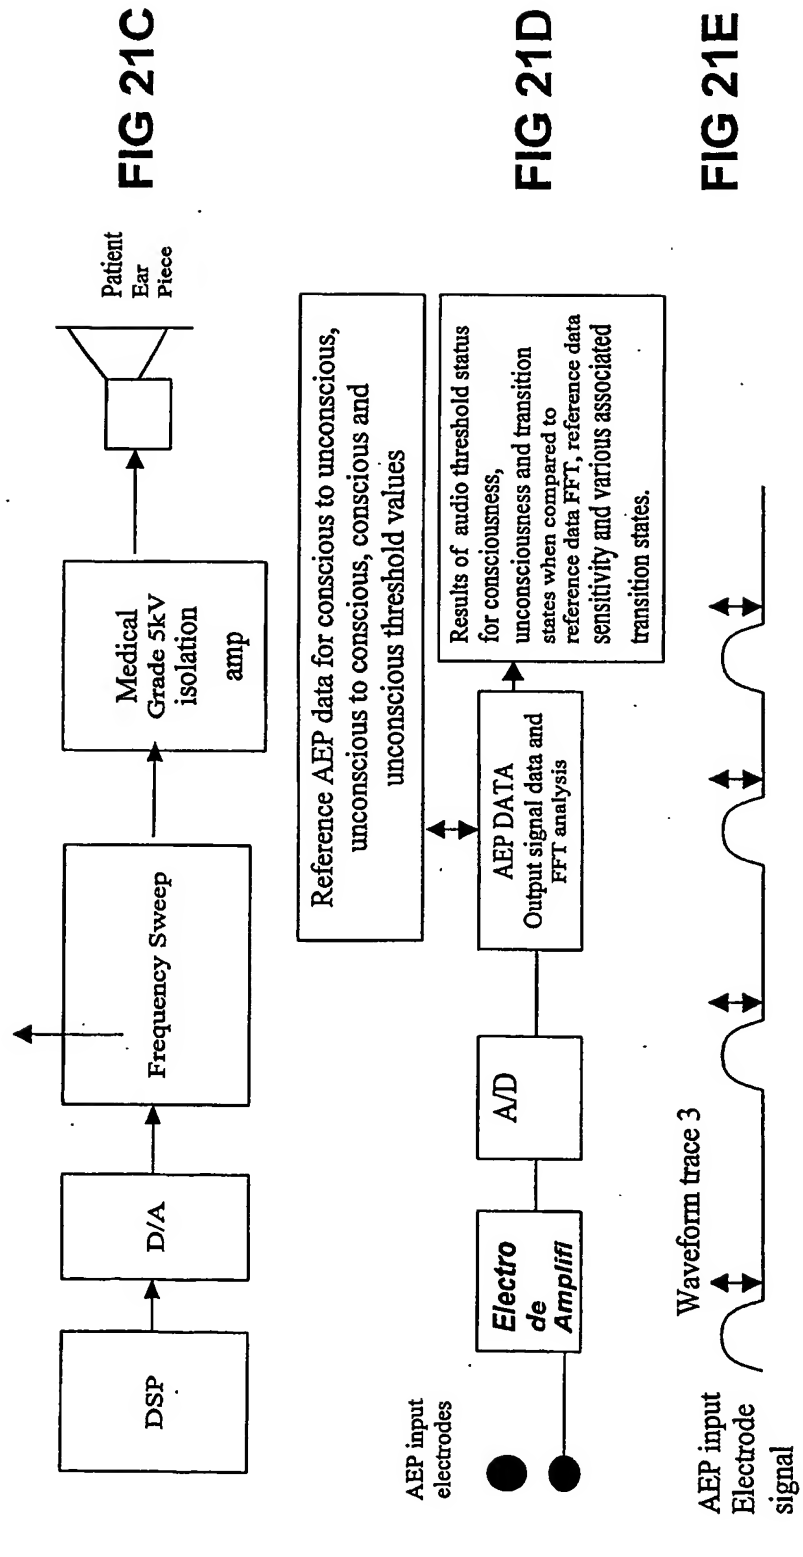 FIG 21C
DSP
D/A
Frequency Sweep
Medical
Grade 5kV
isolation
amp
Patient
Ear
Piece
FIG 21D
Reference AEP data for conscious to unconscious,
unconscious to conscious, conscious and
unconscious threshold values
AEP input
electrodes
Electro
de
Amplifi
A/D
AEP DATA
Output signal data and
FFT analysis
Results of audio threshold status
for consciousness,
unconsciousness and transition
states when compared to
reference data FFT, reference data
sensitivity and various associated
transition states.
FIG 21E
AEP input
Electrode
signal
Waveform trace 3